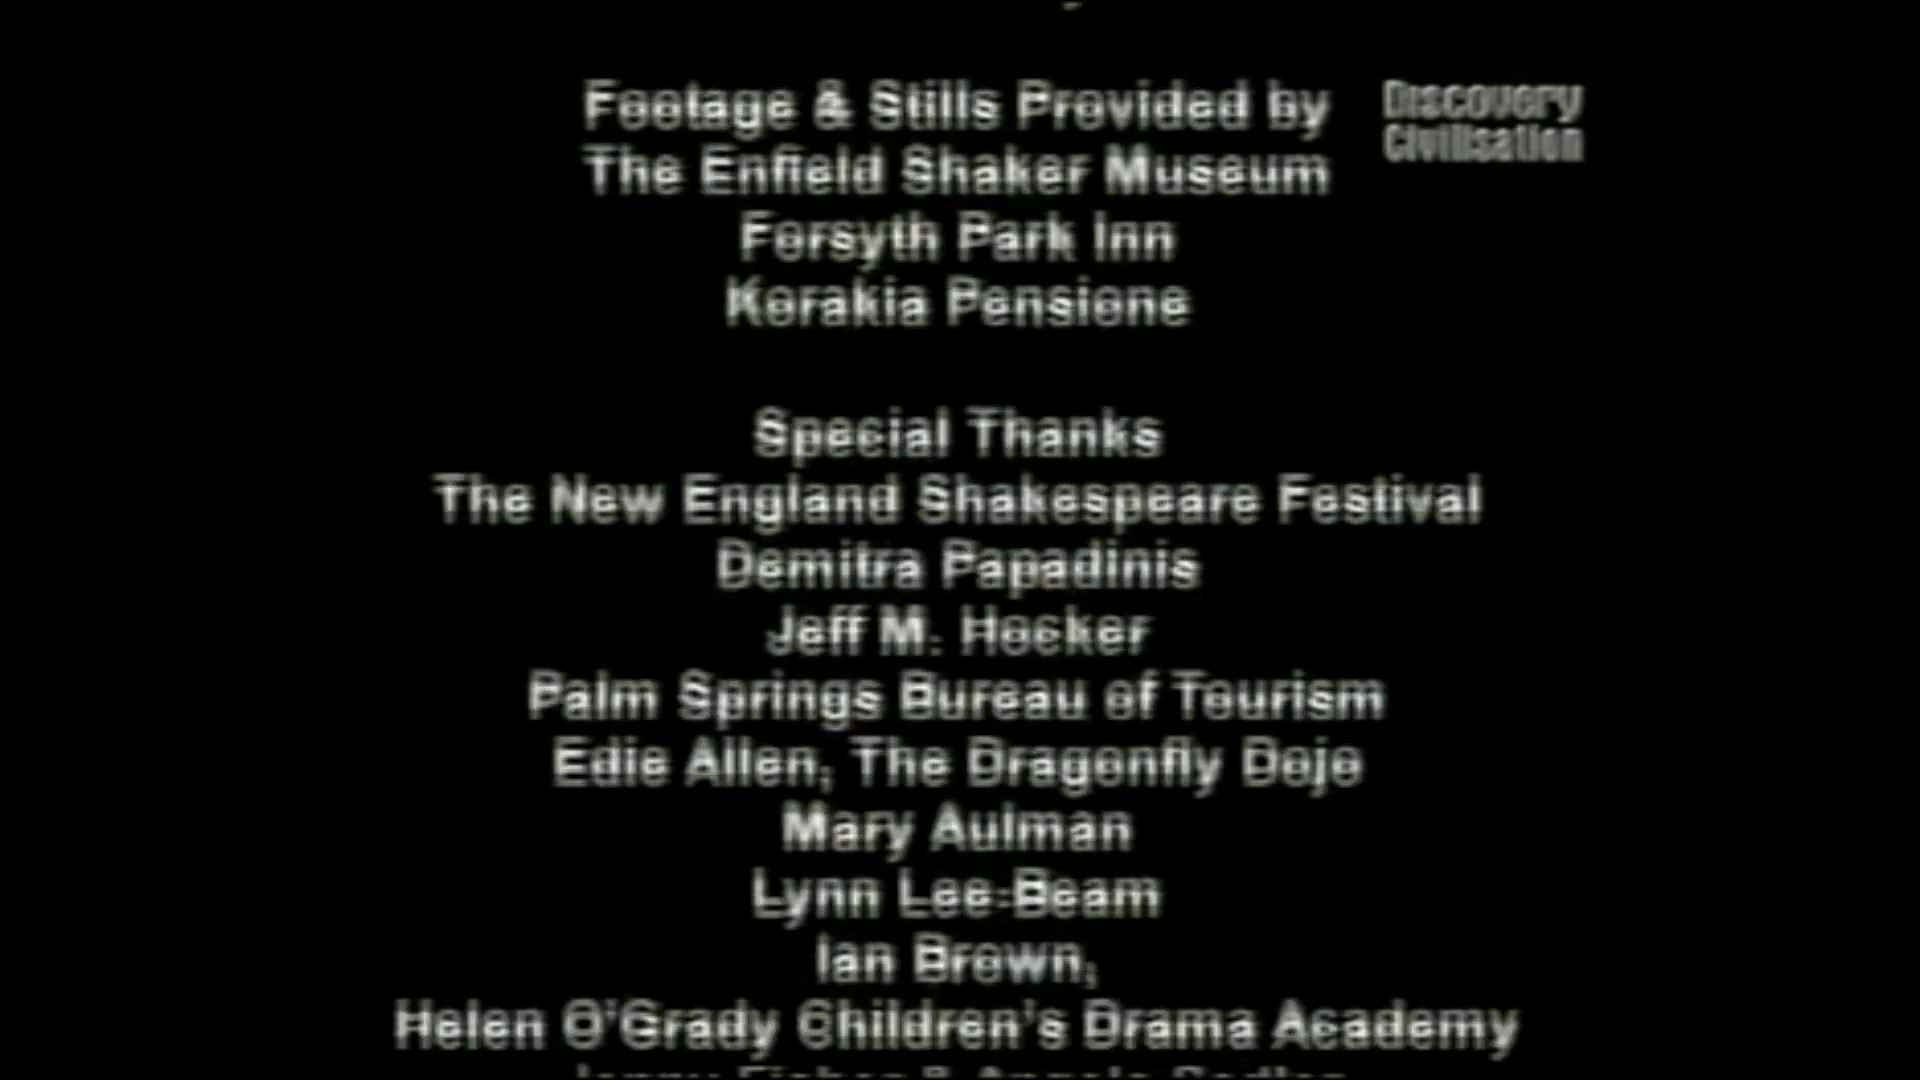 Footage & Stills Provided by
Discovery
Civilisation
The Enfield Shaker Museum
Forsyth Park Inn
Korakia Pensione
Special Thanks
The New England Shakespeare Festival
Demitra Papadinis
Jeff M. Hocker
Palm Springs Bureau of Tourism
Edie Allen, The Dragonfly Dojo
Mary Aulman
Lynn Lee-Beam
Ian Brown,
Helen O'Grady Children's Drama Academy